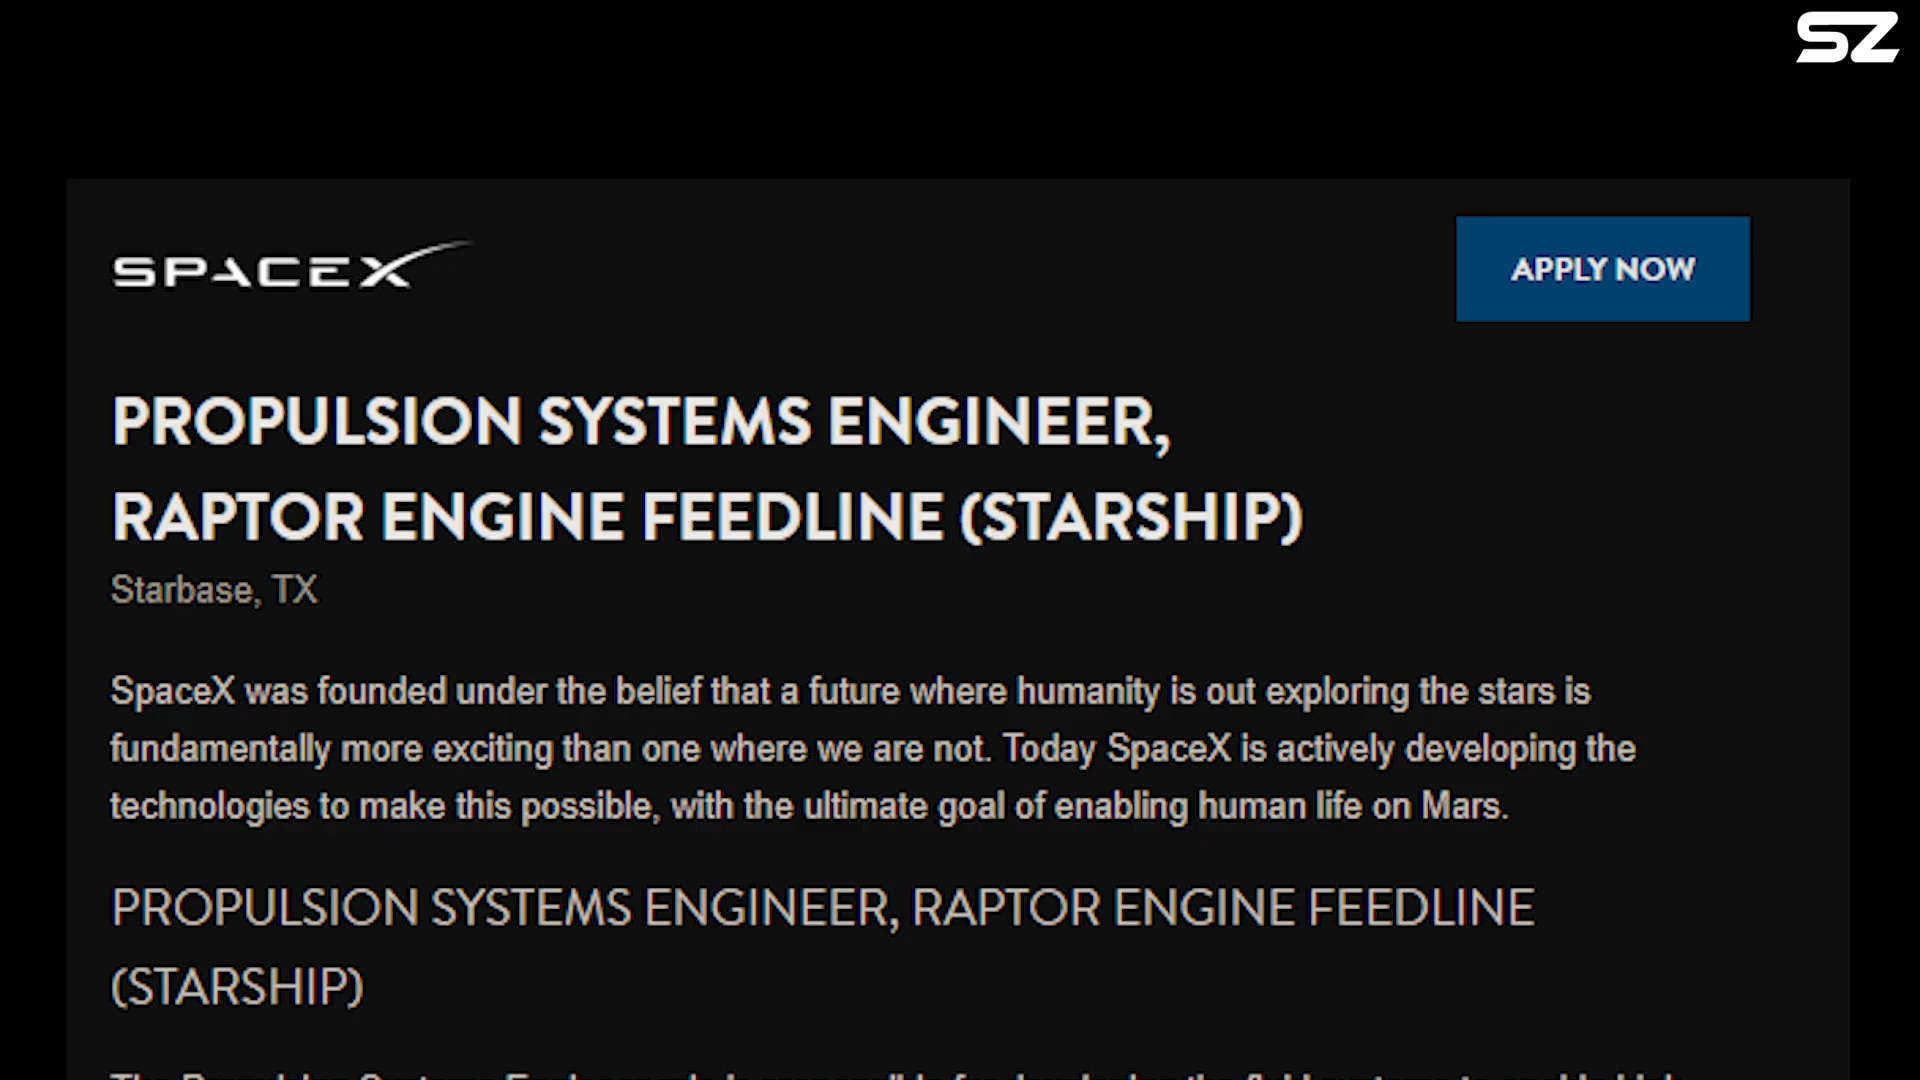 SZ
SPACEX
APPLY NOW
PROPULSION SYSTEMS ENGINEER,
RAPTOR ENGINE FEEDLINE (STARSHIP)
Starbase, TX
SpaceX was founded under the belief that a future where humanity is out exploring the stars is
fundamentally more exciting than one where we are not. Today SpaceX is actively developing the
technologies to make this possible, with the ultimate goal of enabling human life on Mars.
PROPULSION SYSTEMS ENGINEER, RAPTOR ENGINE FEEDLINE
(STARSHIP)